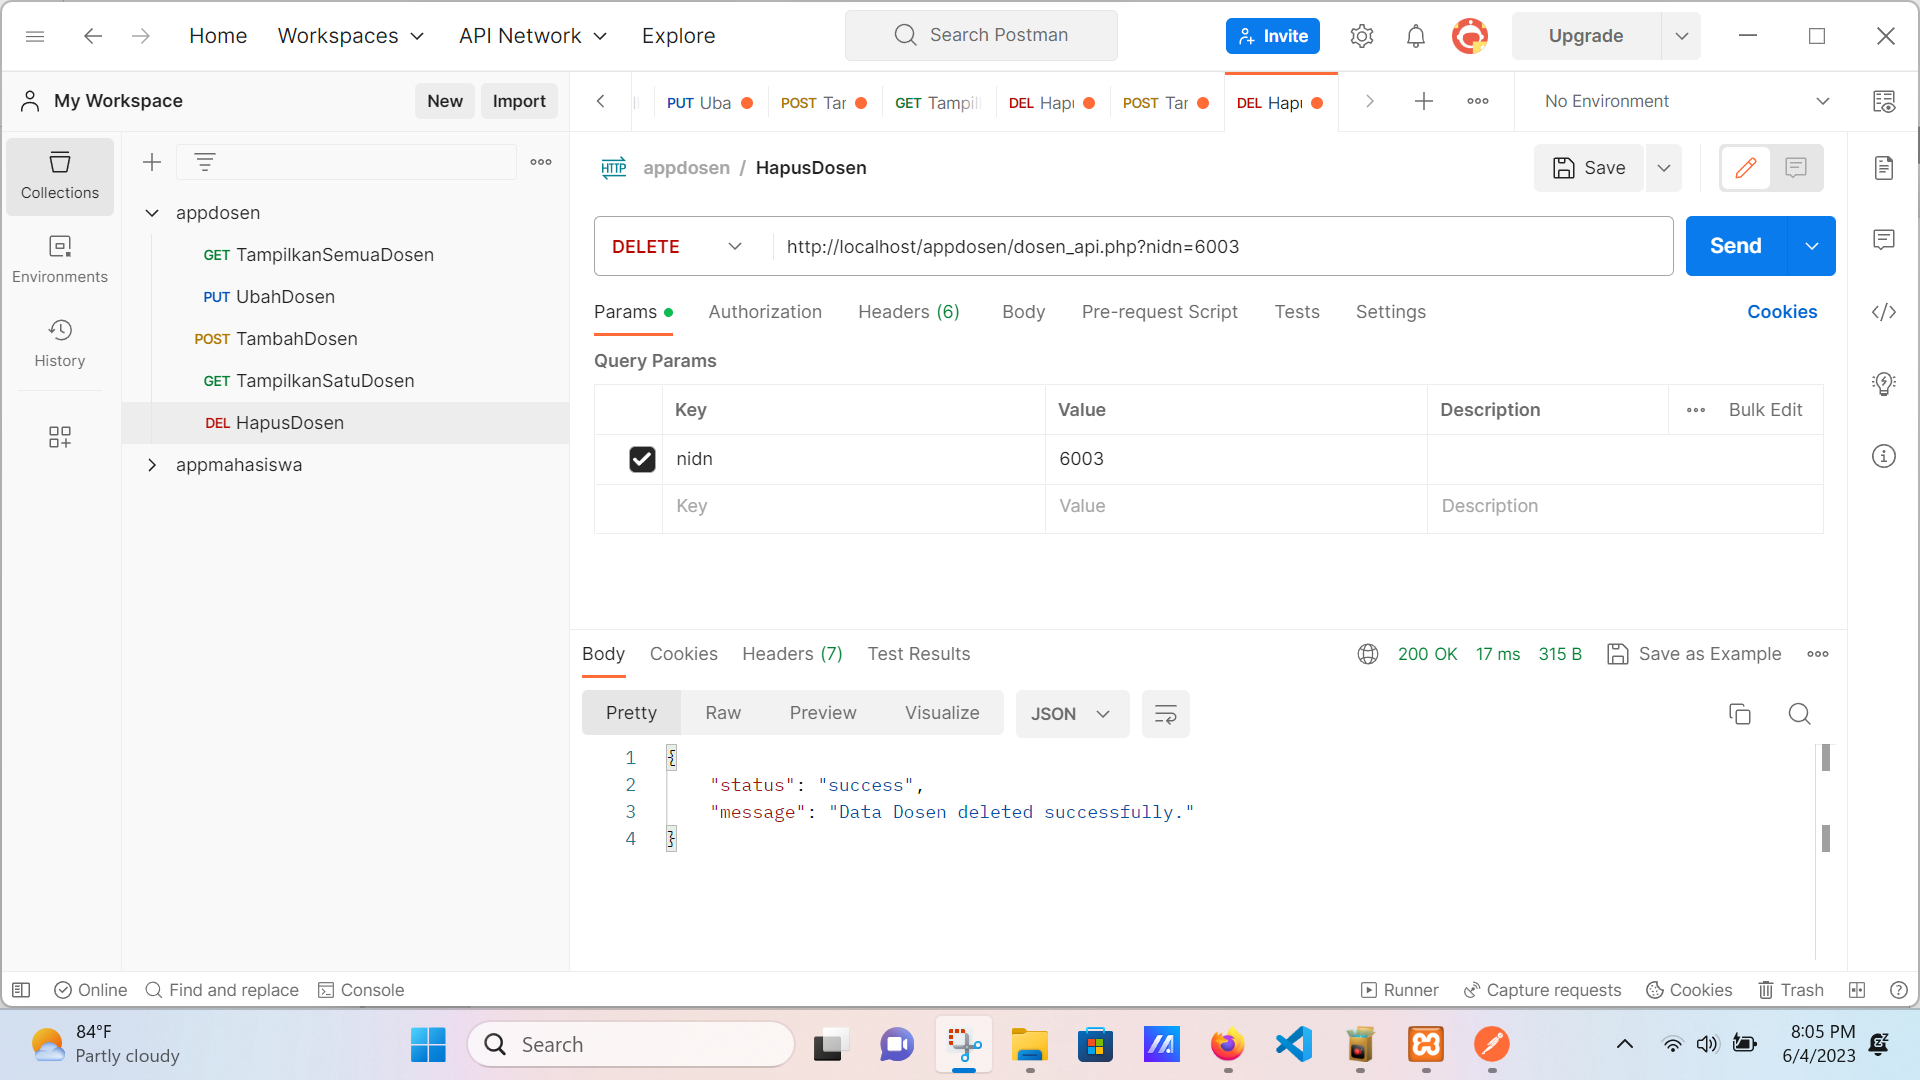 Home
Workspaces
API Network
Explore
Search Postman
Invite
Upgrade
My Workspace
New
Import
PUT Uba
POST Tar
GET Tampil
DEL Hapu
POST Tar
DEL Hapu
No Environment
Collections
Environments
History
appdosen
GET TampilkanSemuaDosen
PUT UbahDosen
POST TambahDosen
GET TampilkanSatuDosen
DEL HapusDosen
appmahasiswa
HTTP
appdosen / HapusDosen
Save
DELETE
http://localhost/appdosen/dosen_api.php?nidn=6003
Send
Params
Authorization
Headers (6)
Body
Pre-request Script
Tests
Settings
Cookies
Query Params
Key
Value
Description
Bulk Edit
nidn
6003
Key
Value
Description
Body
Cookies
Headers (7)
Test Results
200 OK
17 ms
315 B
Save as Example
Pretty
Raw
Preview
Visualize
JSON
1 {
2 "status": "success",
3 "message": "Data Dosen deleted successfully."
4 }
Online
Find and replace
Console
Runner
Capture requests
Cookies
Trash
84°F
Partly cloudy
Search
8:05 PM
6/4/2023